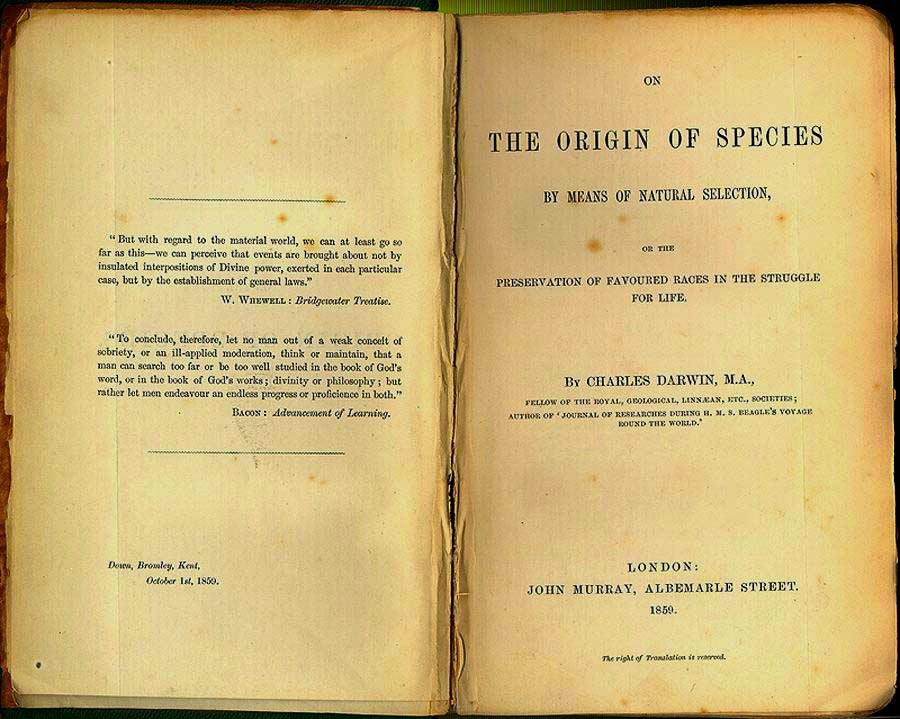 “But with regard to the material world, we can at least go so
far as this—we can perceive that events are brought about not by
insulated interpositions of Divine power, exerted in each particular
case, but by the establishment of general laws.”
W. WHEWELL : Bridgewater Treatise.
“To conclude, therefore, let no man out of a weak conceit of
sobriety, or an ill-applied moderation, think or maintain, that a
man can search too far or be too well studied in the book of God’s
word, or in the book of God’s works; divinity or philosophy; but
rather let men endeavour an endless progress or proficience in both.”
BACON : Advancement of Learning.
Down, Bromley, Kent,
October 1st, 1859.
ON
THE ORIGIN OF SPECIES
BY MEANS OF NATURAL SELECTION,
OR THE
PRESERVATION OF FAVOURED RACES IN THE STRUGGLE
FOR LIFE.
BY CHARLES DARWIN, M.A.,
FELLOW OF THE ROYAL, GEOLOGICAL, LINNÆAN, ETC., SOCIETIES;
AUTHOR OF ‘JOURNAL OF RESEARCHES DURING H. M. S. BEAGLE’S VOYAGE
ROUND THE WORLD.’
LONDON:
JOHN MURRAY, ALBEMARLE STREET.
1859.
The right of Translation is reserved.